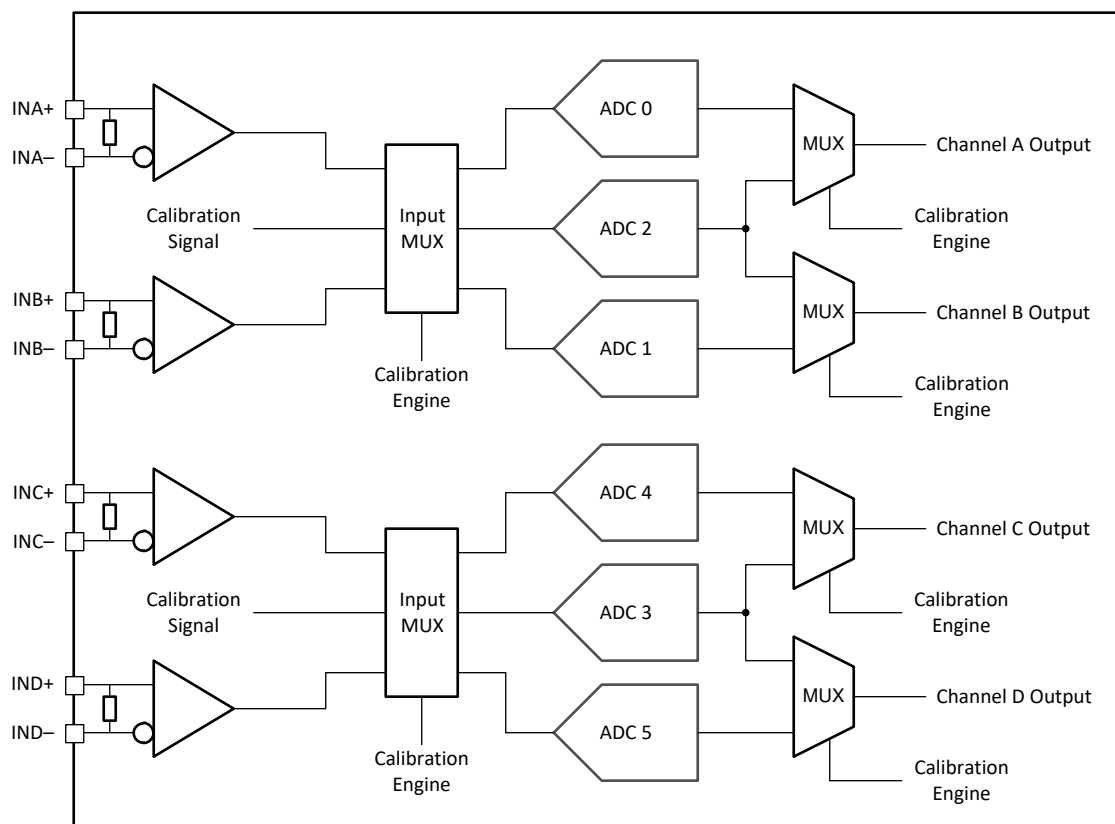 INA+
INA–
ADC 0
MUX
Channel A Output
Calibration
Signal
Input
MUX
ADC 2
Calibration
Engine
INB+
INB–
ADC 1
MUX
Channel B Output
Calibration
Engine
Calibration
Engine
INC+
INC–
ADC 4
MUX
Channel C Output
Calibration
Signal
Input
MUX
ADC 3
Calibration
Engine
IND+
IND–
ADC 5
MUX
Channel D Output
Calibration
Engine
Calibration
Engine